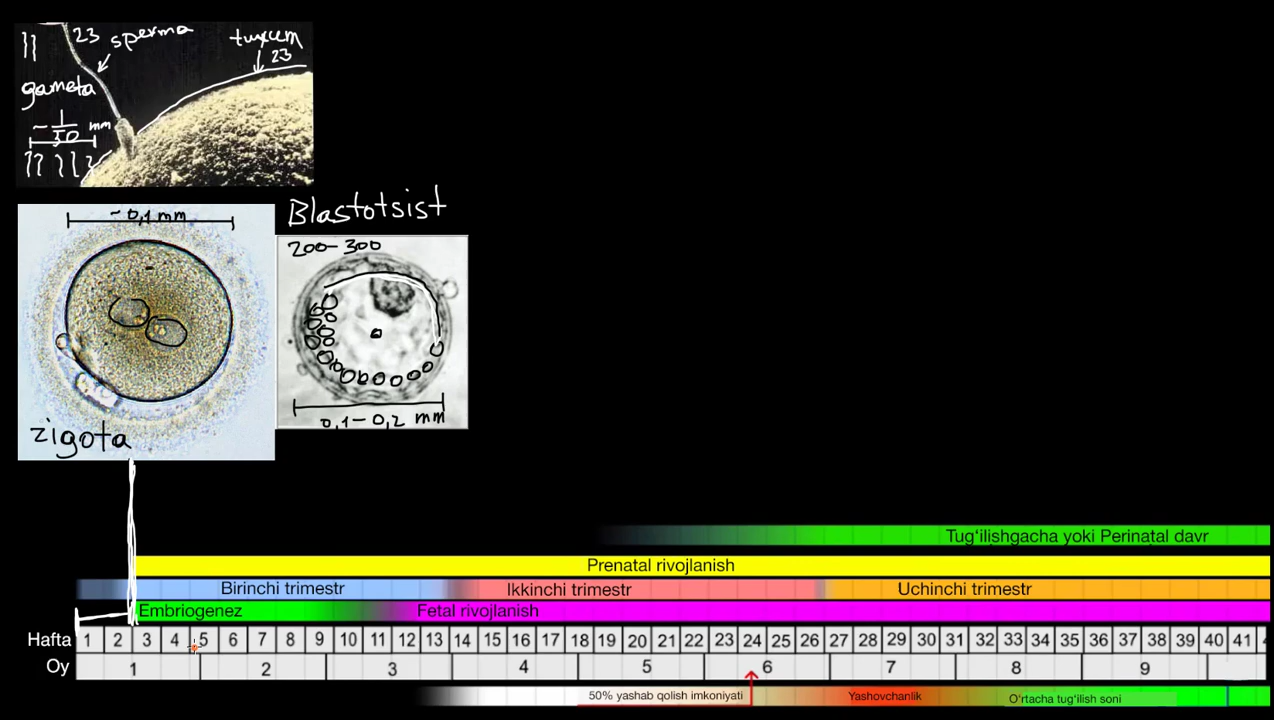 23 sperma
tuxum
23
gameta
~ 1/50 mm
~ 0,1 mm
zigota
Blastotsist
200-300
0,1-0,2 mm
Tug‘ilishgacha yoki Perinatal davr
Prenatal rivojlanish
Birinchi trimestr Ikkinchi trimestr Uchinchi trimestr
Embriogenez Fetal rivojlanish
Hafta 1 2 3 4 5 6 7 8 9 10 11 12 13 14 15 16 17 18 19 20 21 22 23 24 25 26 27 28 29 30 31 32 33 34 35 36 37 38 39 40 41
Oy 1 2 3 4 5 6 7 8 9
50% yashab qolish imkoniyati Yashovchanlik O‘rtacha tug‘ilish soni